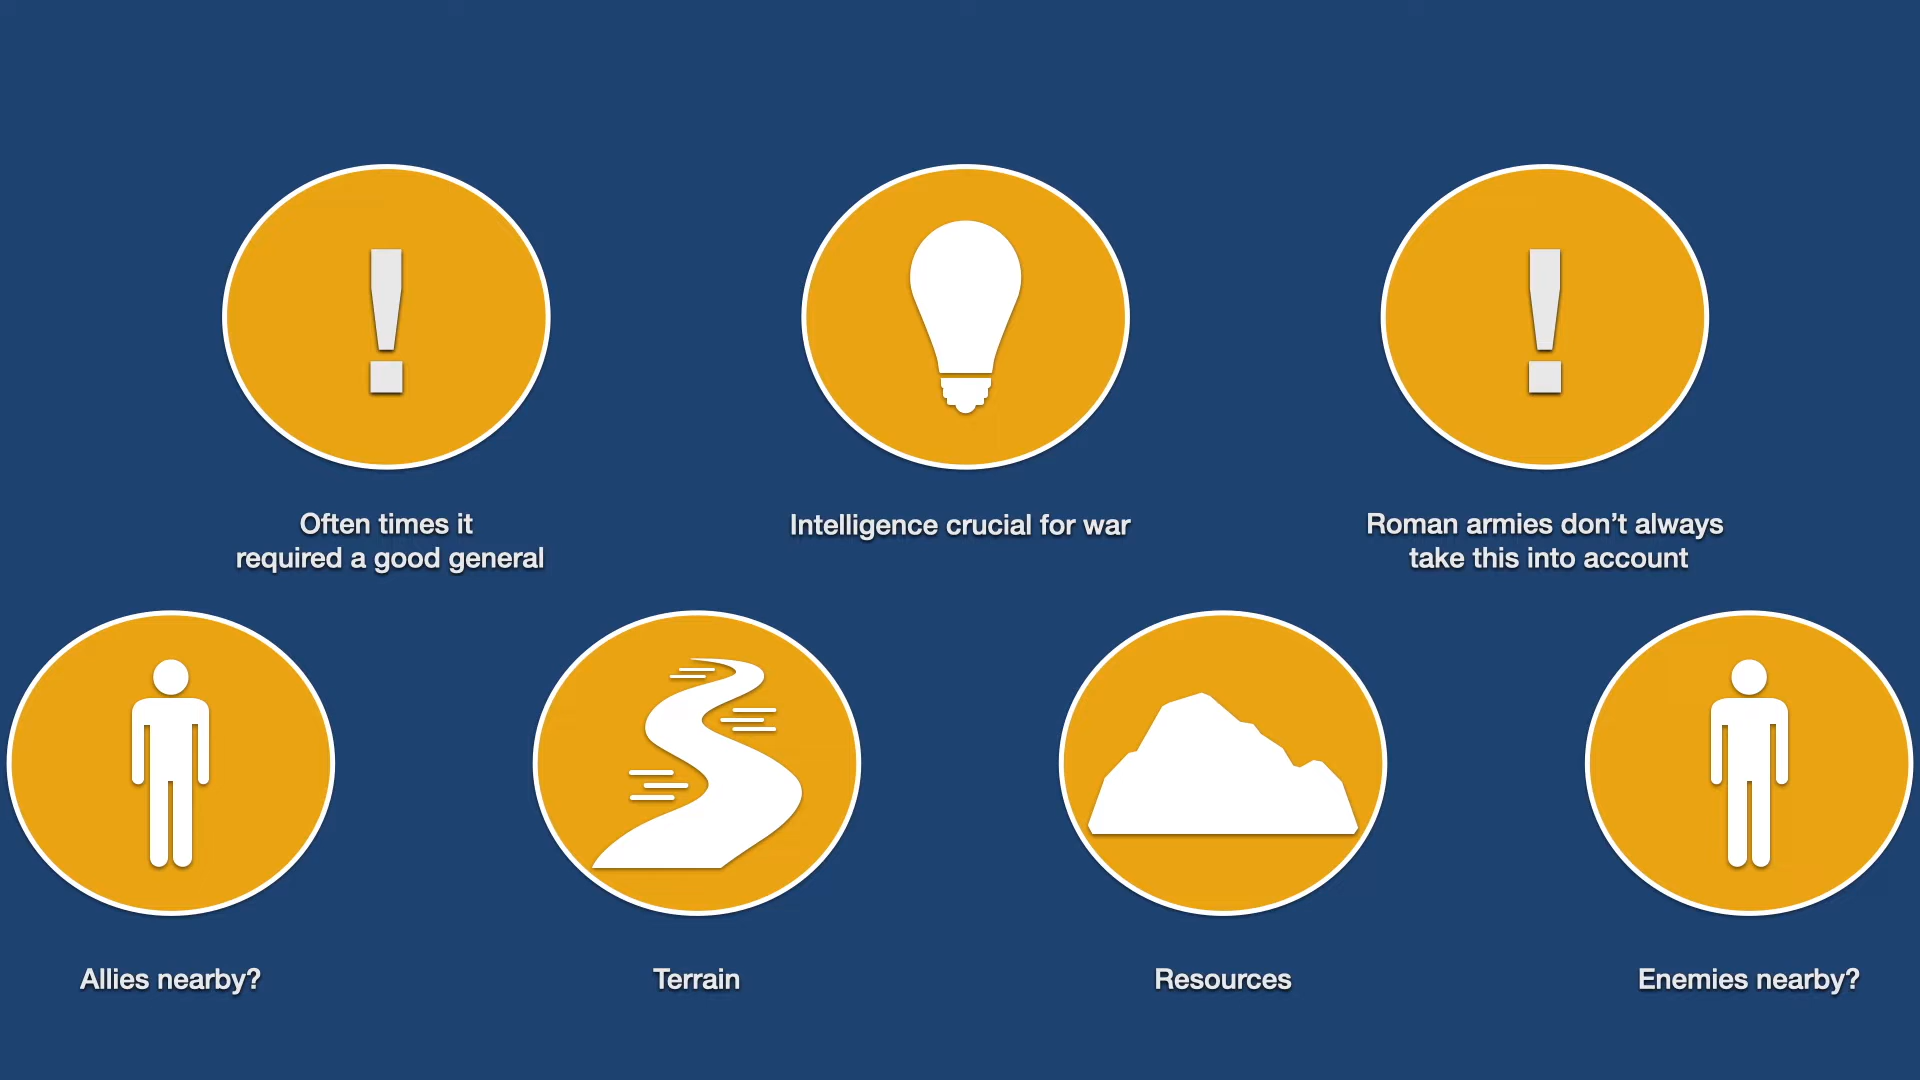 !
!
Often times it
required a good general
Intelligence crucial for war
Roman armies don’t always
take this into account
Allies nearby?
Terrain
Resources
Enemies nearby?